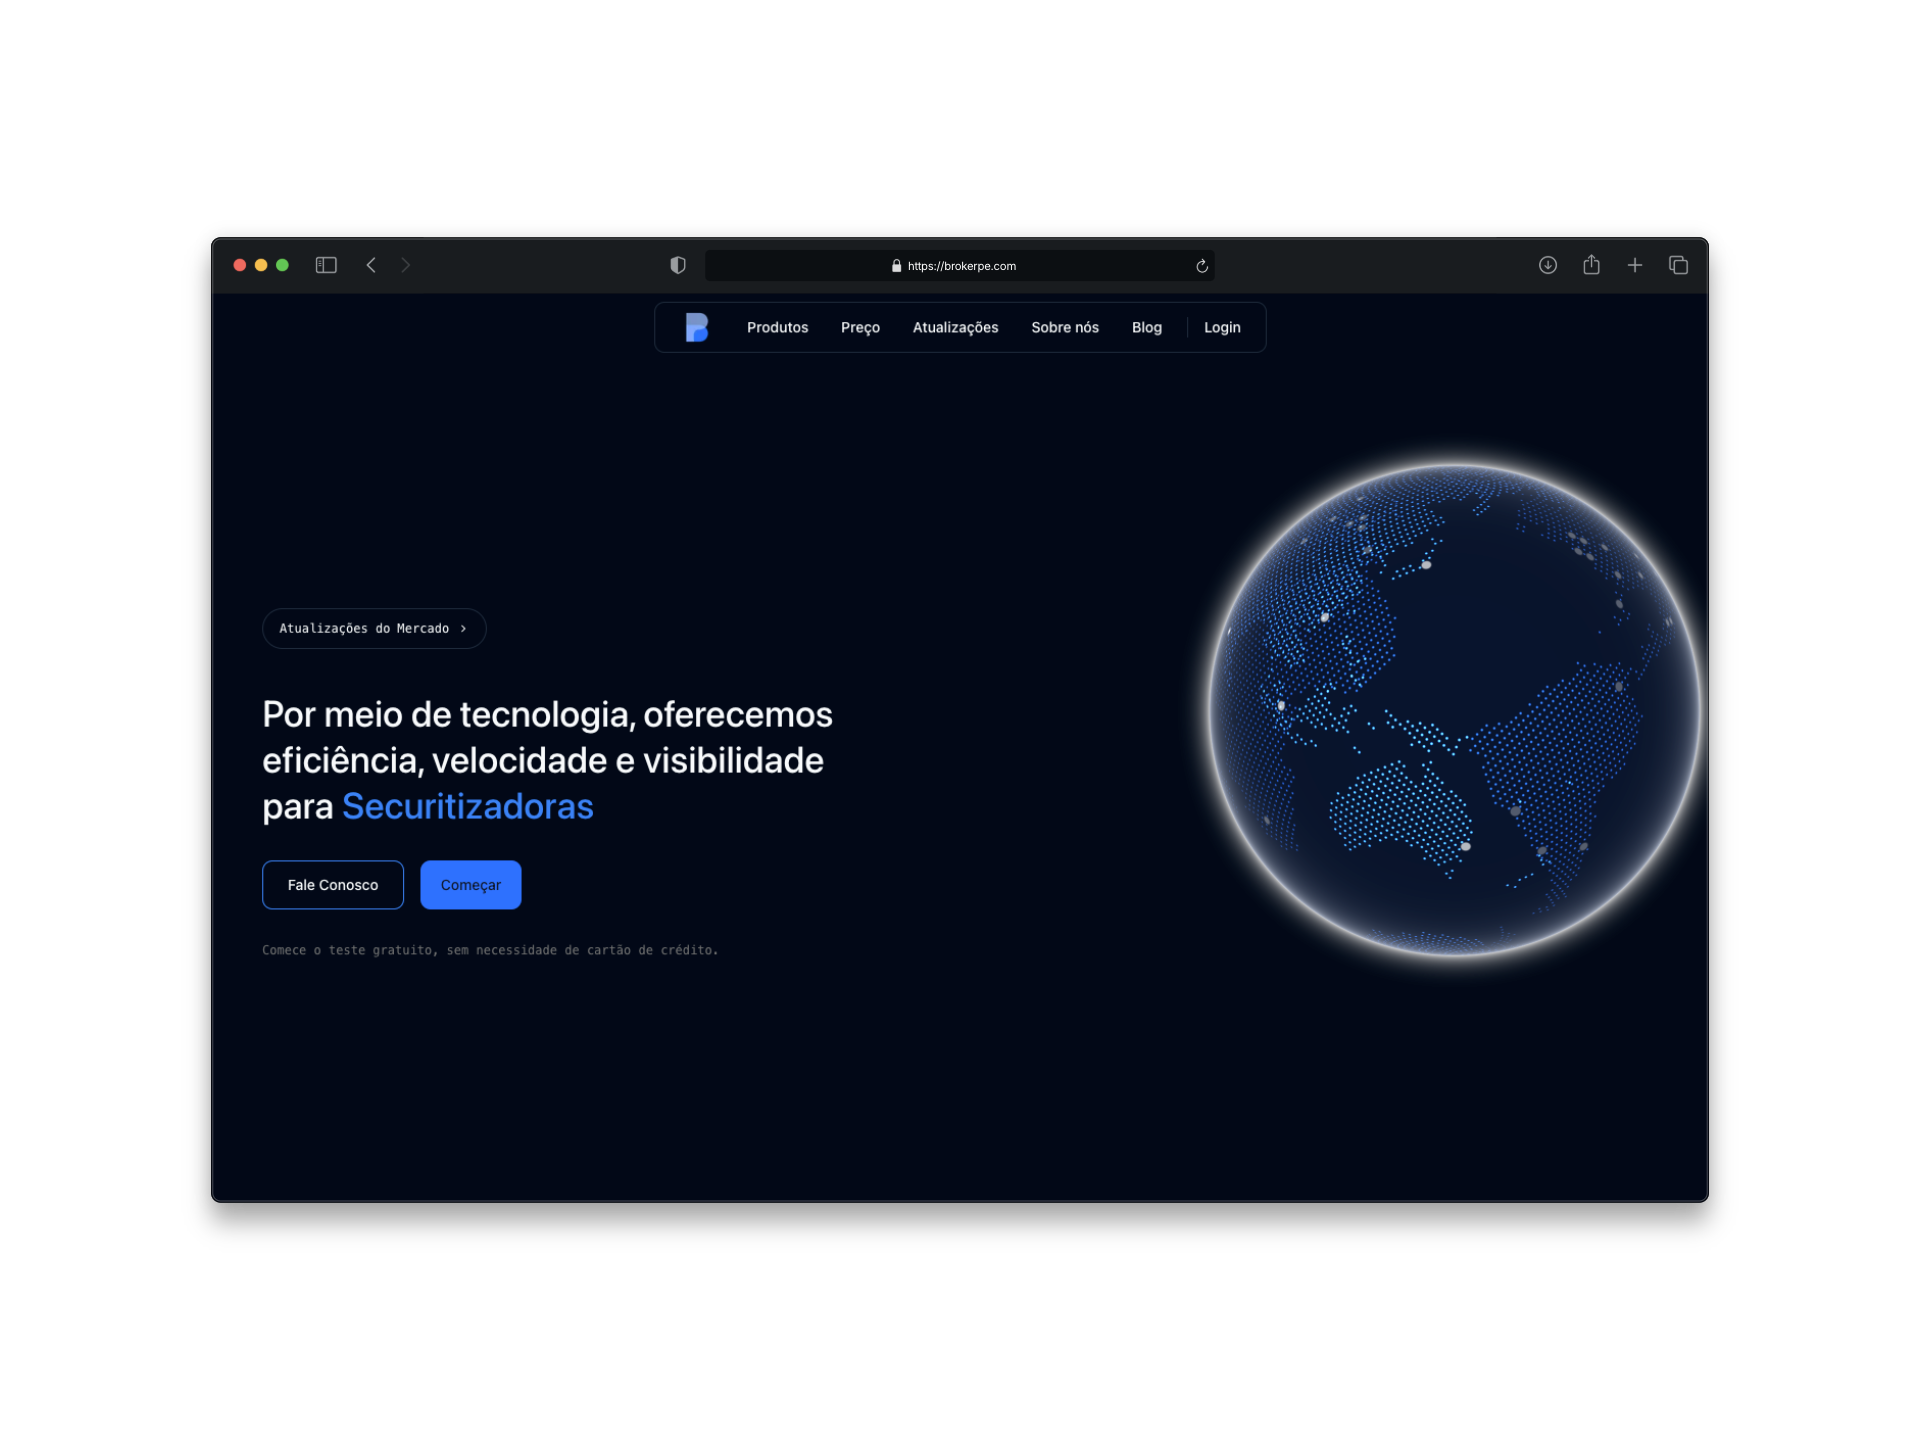 https://brokerpe.com
Produtos Preço Atualizações Sobre nós Blog Login
Atualizações do Mercado >
Por meio de tecnologia, oferecemos
eficiência, velocidade e visibilidade
para Securitizadoras
Fale Conosco Começar
Comece o teste gratuito, sem necessidade de cartão de crédito.